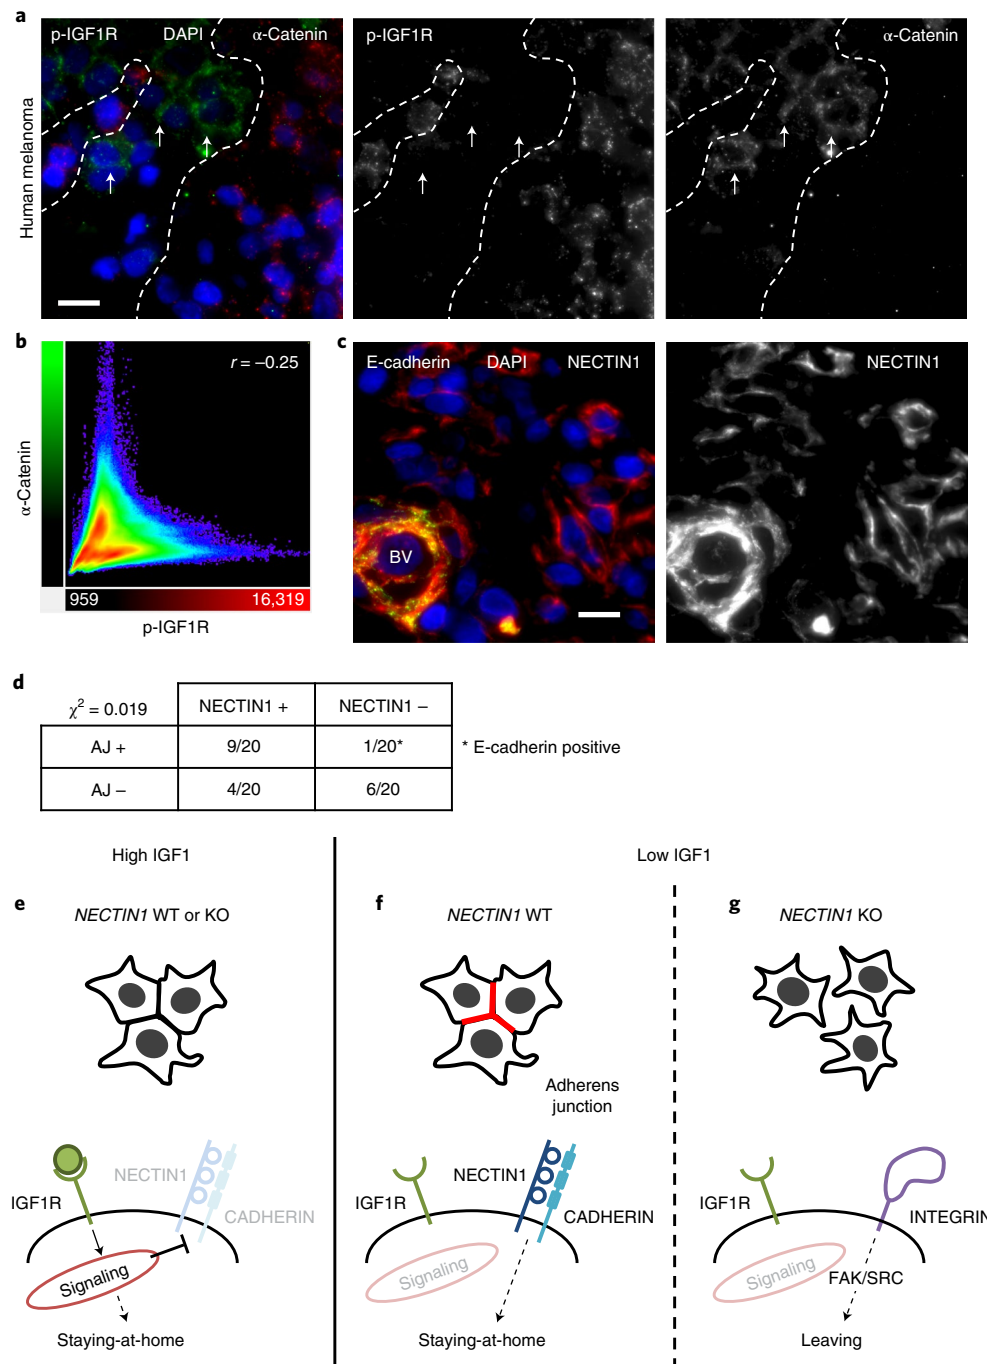 a
p-IGF1R DAPI α-Catenin
p-IGF1R
α-Catenin
Human melanoma
b
r = –0.25
α-Catenin
959 16,319
p-IGF1R
c
E-cadherin DAPI NECTIN1
BV
NECTIN1
d
χ² = 0.019 NECTIN1 + NECTIN1 –
AJ + 9/20 1/20* * E-cadherin positive
AJ – 4/20 6/20
High IGF1
Low IGF1
e
NECTIN1 WT or KO
IGF1R
NECTIN1
CADHERIN
Signaling
Staying-at-home
f
NECTIN1 WT
Adherens
junction
IGF1R
NECTIN1
CADHERIN
Signaling
Staying-at-home
g
NECTIN1 KO
IGF1R
INTEGRIN
Signaling
FAK/SRC
Leaving